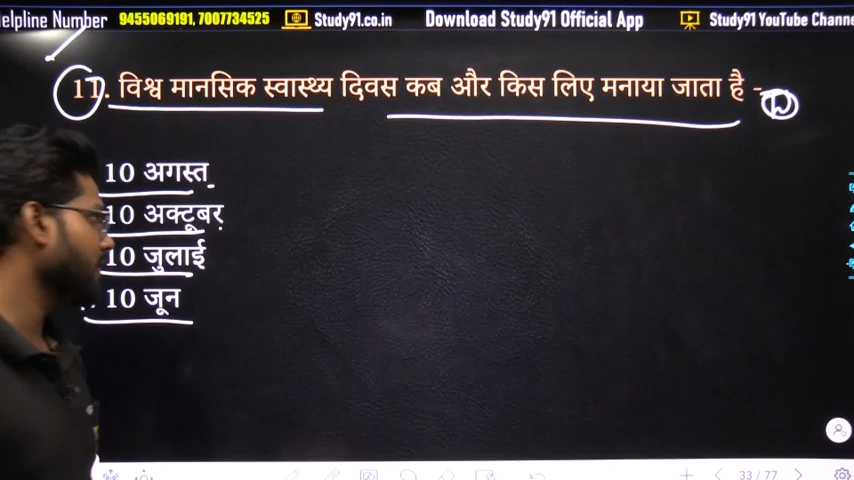 elpline Number 9455069191, 7007734525 Study91.co.in Download Study91 Official App Study91 YouTube Channe
11. विश्व मानसिक स्वास्थ्य दिवस कब और किस लिए मनाया जाता है -
10 अगस्त
10 अक्टूबर
10 जुलाई
10 जून
33 / 77